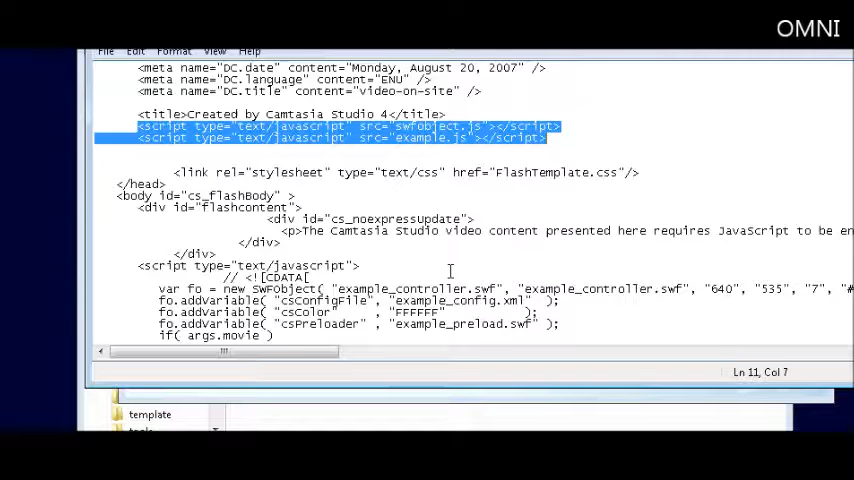 OMNI
File Edit Format View Help
<meta name="DC.date" content="Monday, August 20, 2007" />
<meta name="DC.language" content="ENU" />
<meta name="DC.title" content="video-on-site" />
<title>Created by Camtasia Studio 4</title>
<script type="text/javascript" src="swfobject.js"></script>
<script type="text/javascript" src="example.js"></script>
<link rel="stylesheet" type="text/css" href="FlashTemplate.css"/>
</head>
<body id="cs_flashBody" >
<div id="flashcontent">
<div id="cs_noexpressUpdate">
<p>The Camtasia Studio video content presented here requires JavaScript to be en
</div>
</div>
<script type="text/javascript">
// <![CDATA[
var fo = new SWFObject( "example_controller.swf", "example_controller.swf", "640", "535", "7", "#
fo.addVariable( "csConfigFile", "example_config.xml" );
fo.addVariable( "csColor" , "FFFFFF" );
fo.addVariable( "csPreloader" , "example_preload.swf" );
if( args.movie )
Ln 11, Col 7
template